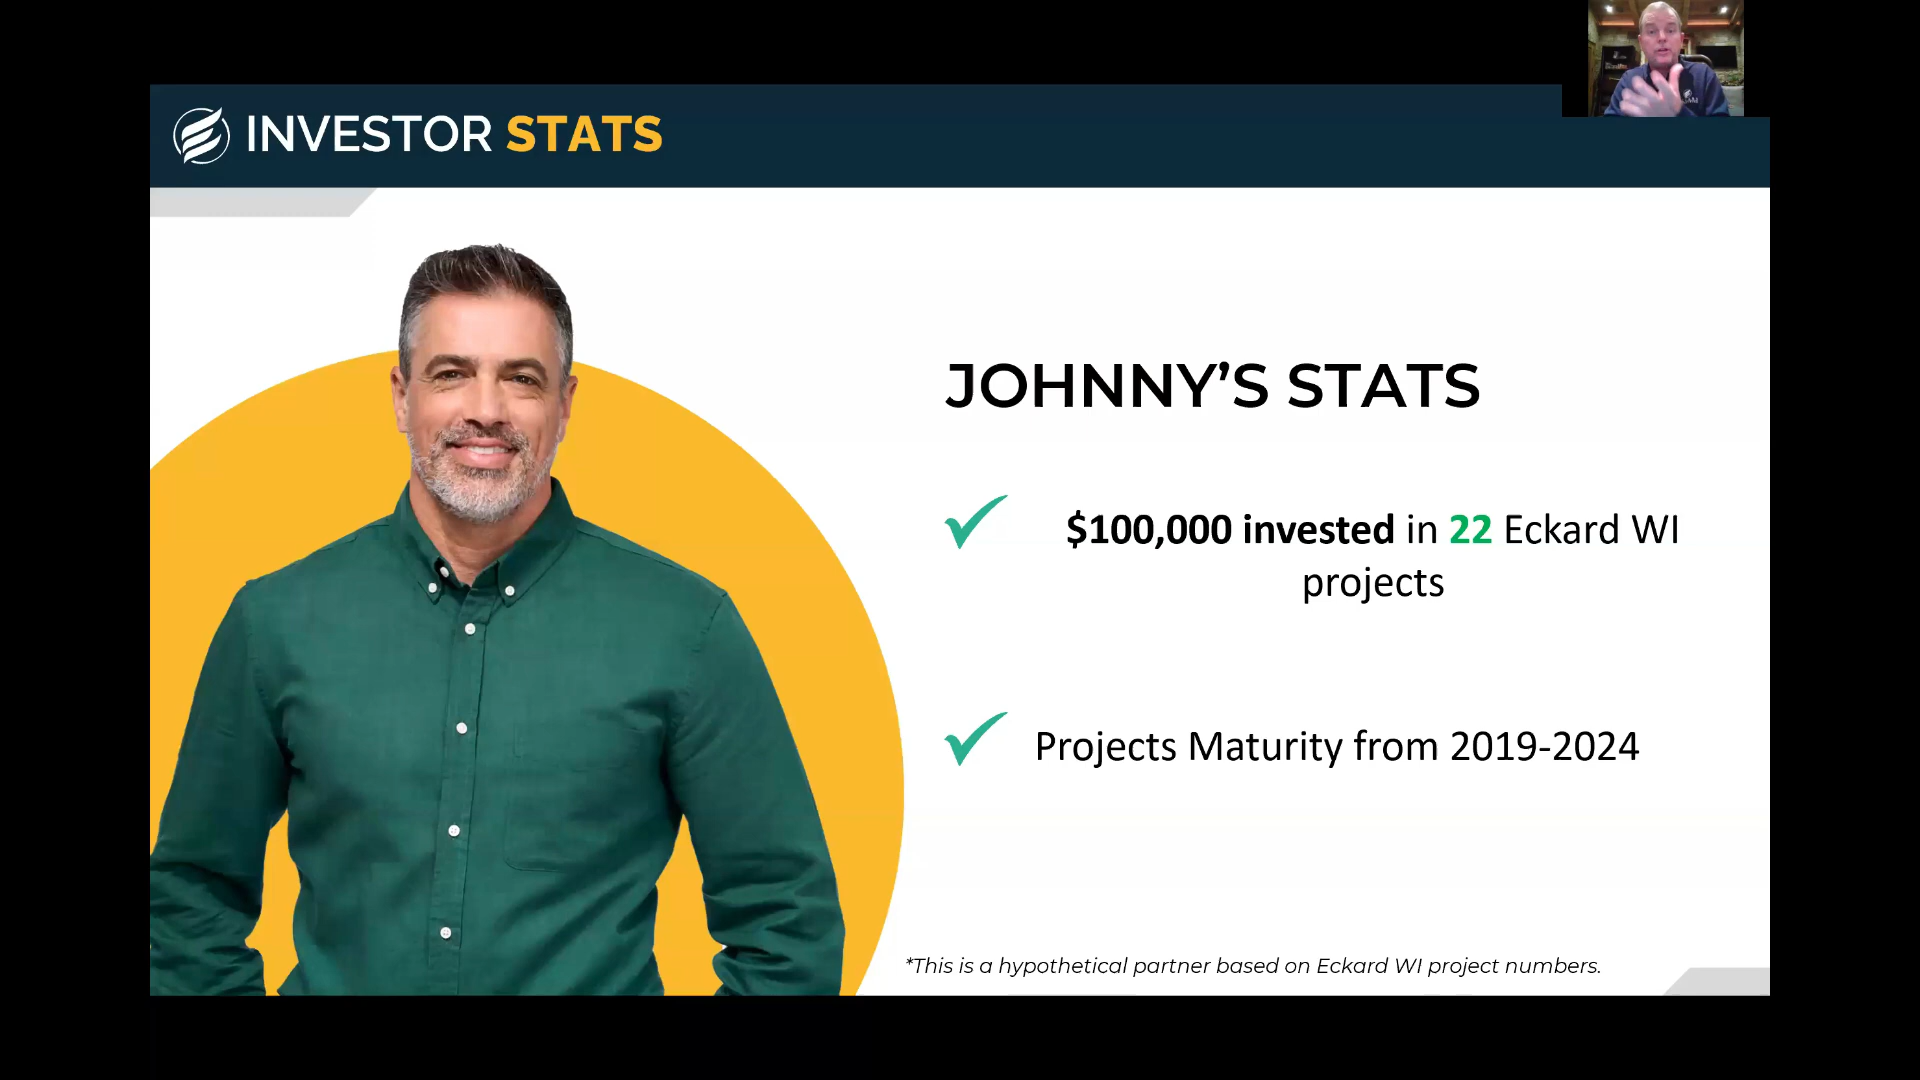 INVESTOR STATS
JOHNNY’S STATS
$100,000 invested in 22 Eckard WI
projects
Projects Maturity from 2019-2024
*This is a hypothetical partner based on Eckard WI project numbers.